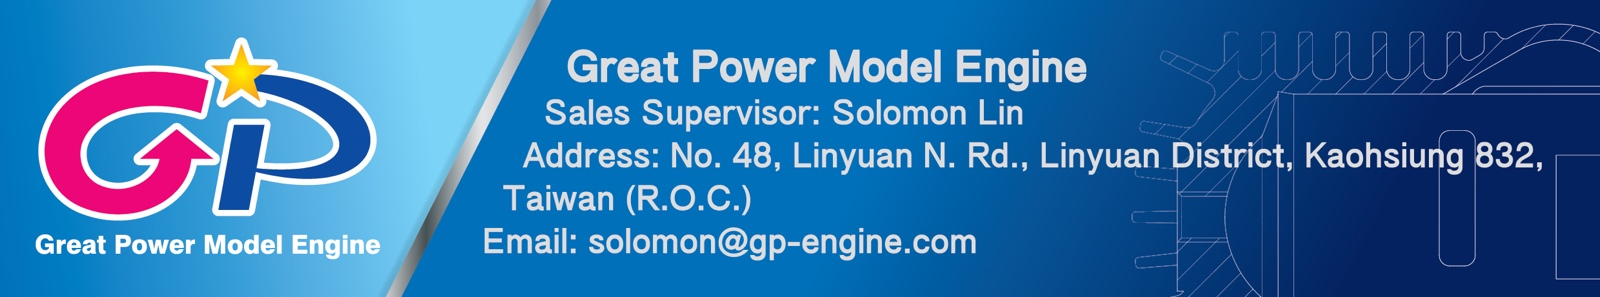 GP
Great Power Model Engine
Great Power Model Engine
Sales Supervisor: Solomon Lin
Address: No. 48, Linyuan N. Rd., Linyuan District, Kaohsiung 832,
Taiwan (R.O.C.)
Email: solomon@gp-engine.com